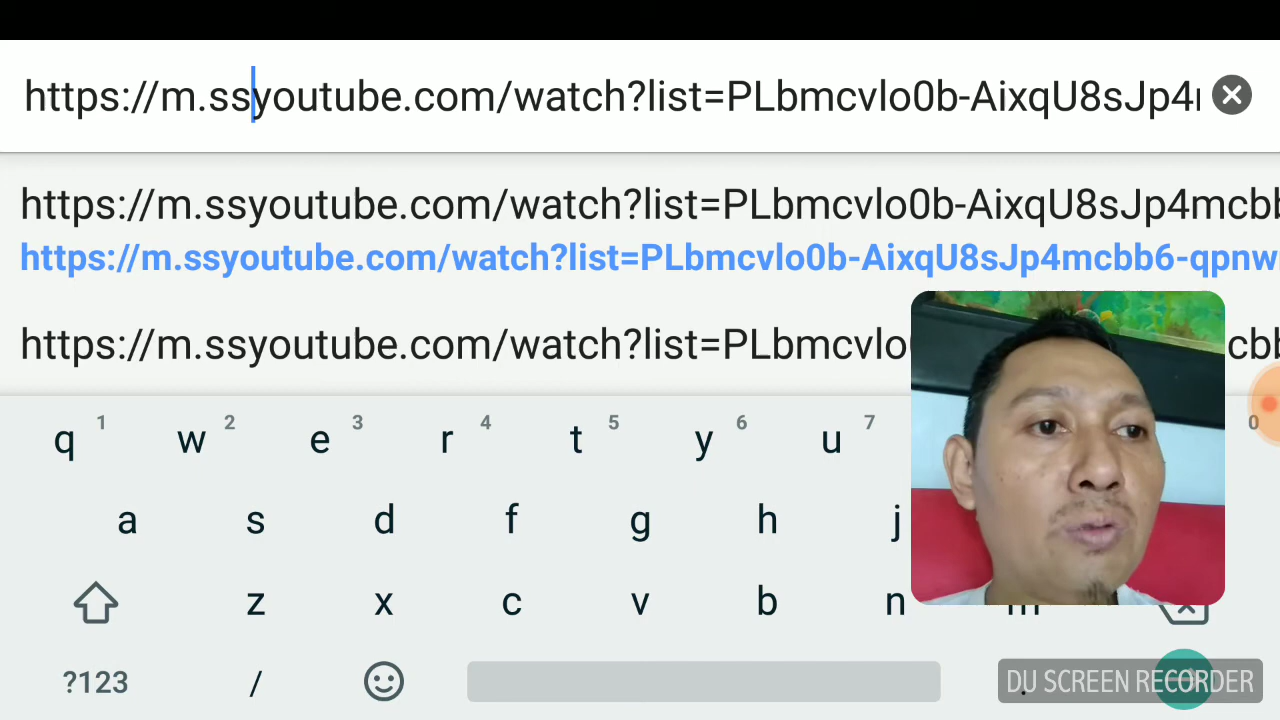 https://m.ssyoutube.com/watch?list=PLbmcvlo0b-AixqU8sJp4
https://m.ssyoutube.com/watch?list=PLbmcvlo0b-AixqU8sJp4mcbb
https://m.ssyoutube.com/watch?list=PLbmcvlo0b-AixqU8sJp4mcbb6-qpnw
https://m.ssyoutube.com/watch?list=PLbmcvlo cbb
q 1 w 2 e 3 r 4 t 5 y 6 u 7 0
a s d f g h j
z x c v b n m
?123 / .
DU SCREEN RECORDER